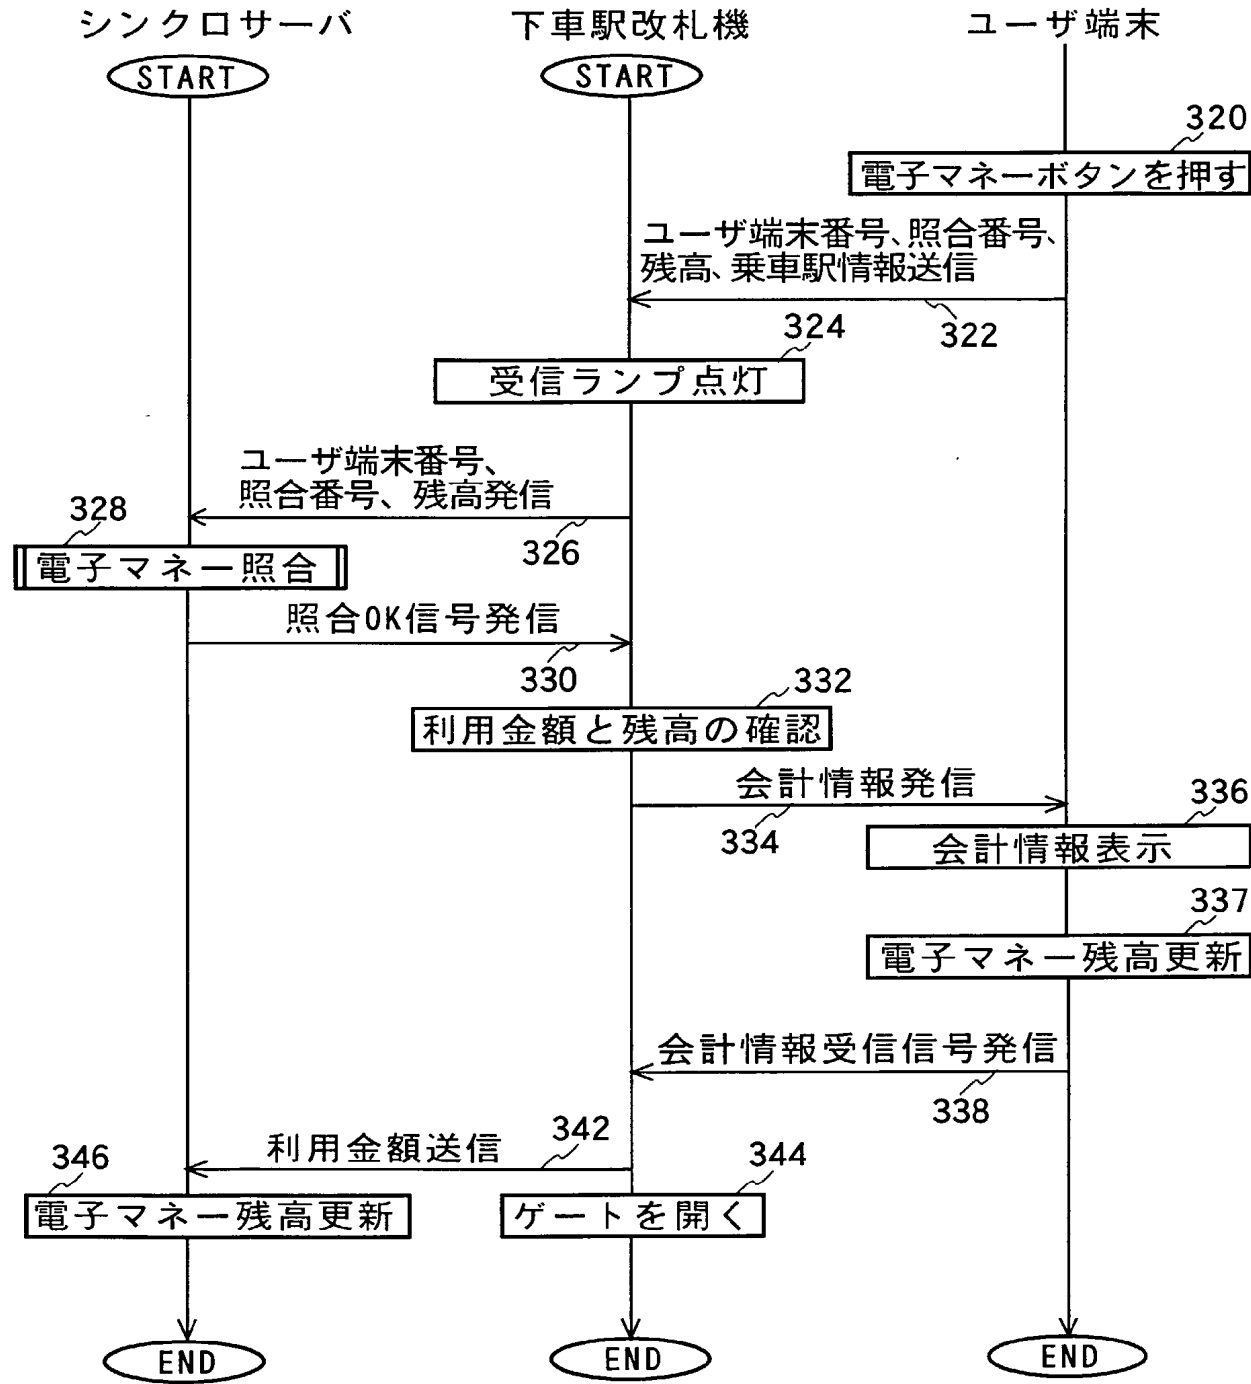 シンクロサーバ
下車駅改札機
ユーザ端末
START
START
320
電子マネーボタンを押す
ユーザ端末番号、照合番号、
残高、乗車駅情報送信
322
324
受信ランプ点灯
ユーザ端末番号、
照合番号、残高発信
326
328
電子マネー照合
照合OK信号発信
330
332
利用金額と残高の確認
会計情報発信
334
336
会計情報表示
337
電子マネー残高更新
会計情報受信信号発信
338
利用金額送信
342
346
電子マネー残高更新
344
ゲートを開く
END
END
END